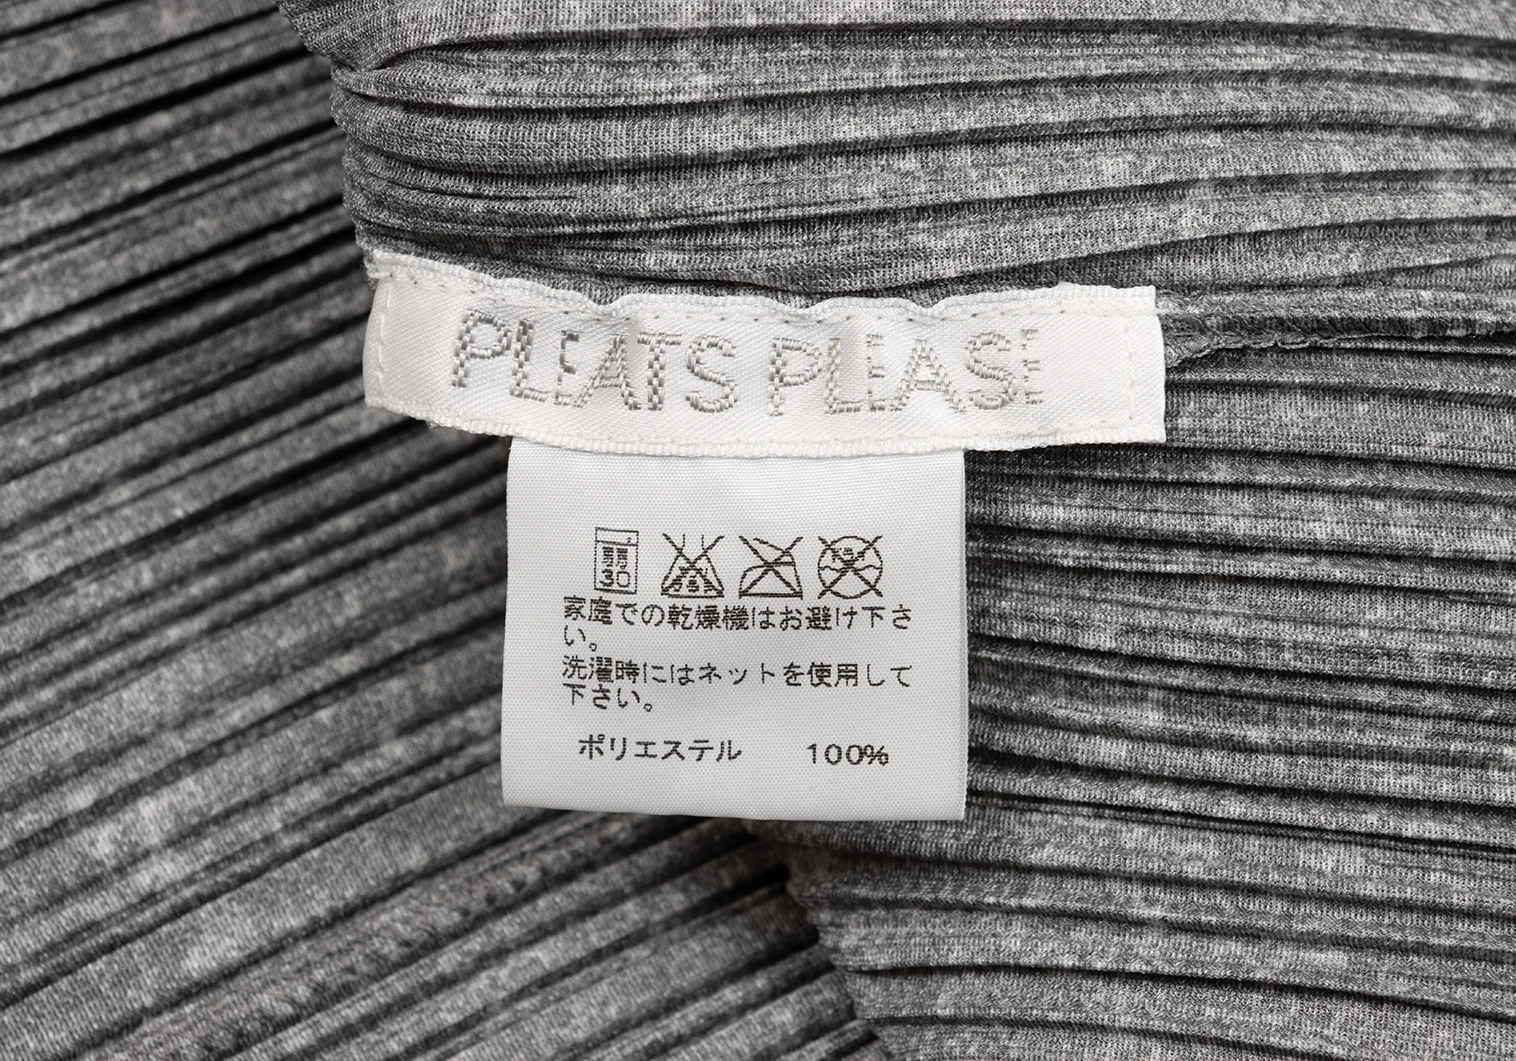 PLEATS PLEASE
弱
30
家庭での乾燥機はお避け下さ
い。
洗濯時にはネットを使用して
下さい。
ポリエステル 100%